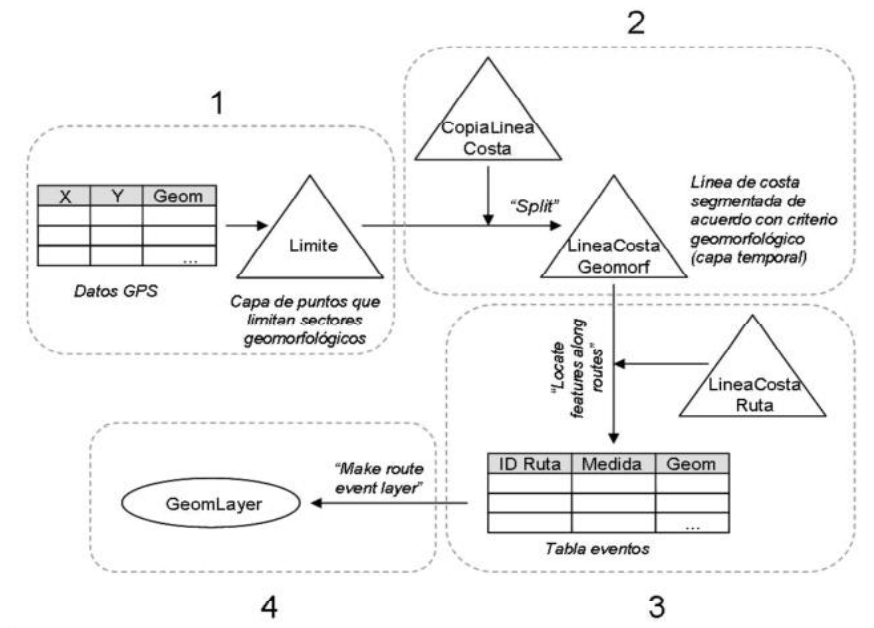 1
X Y Geom
...
Datos GPS
Limite
Capa de puntos que
limitan sectores
geomorfológicos
2
CopiaLinea
Costa
"Split"
LineaCosta
Geomorf
Línea de costa
segmentada de
acuerdo con criterio
geomorfológico
(capa temporal)
"Locate
features along
routes"
LineaCosta
Ruta
ID Ruta Medida Geom
...
Tabla eventos
3
"Make route
event layer"
GeomLayer
4